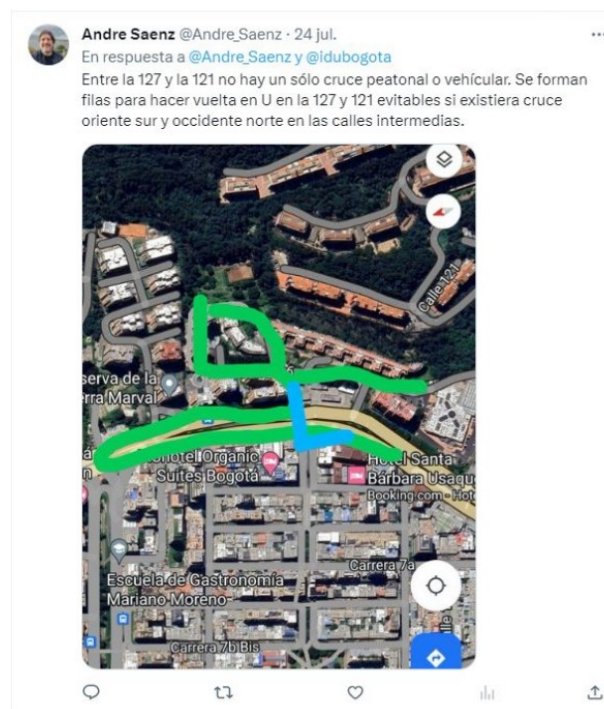 Andre Saenz @Andre_Saenz · 24 jul.
En respuesta a @Andre_Saenz y @idubogota
Entre la 127 y la 121 no hay un sólo cruce peatonal o vehícular. Se forman
filas para hacer vuelta en U en la 127 y 121 evitables si existiera cruce
oriente sur y occidente norte en las calles intermedias.
Calle 121
serva de la
rra Marval
otel Organic
Suites Bogotá
Hotel Santa
Bárbara Usaqu
Booking.com
Carrera 7a
Escuela de Gastronomía
Mariano Moreno
Carrera 7b Bis